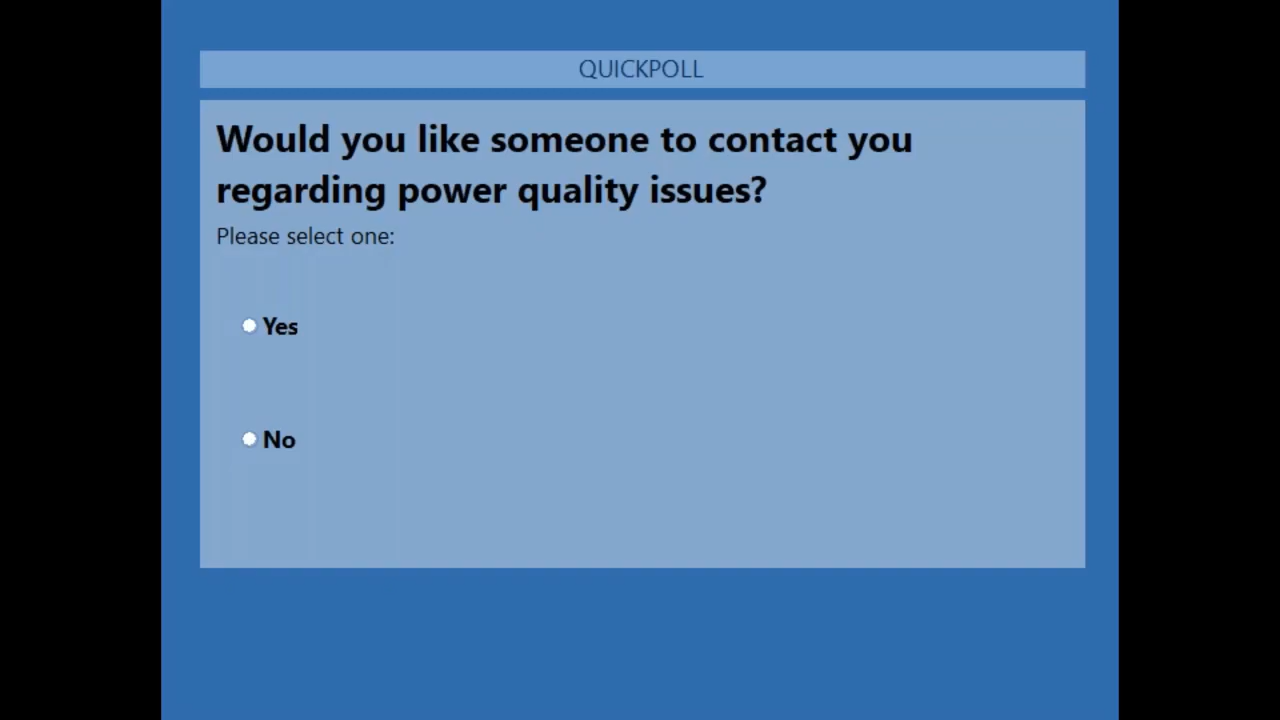 QUICKPOLL
Would you like someone to contact you
regarding power quality issues?
Please select one:
Yes
No